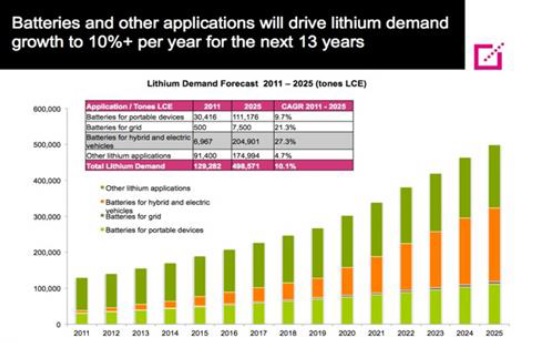 Batteries and other applications will drive lithium demand
growth to 10%+ per year for the next 13 years
Lithium Demand Forecast 2011 – 2025 (tones LCE)
Application / Tones LCE 2011 2025 CAGR 2011 - 2025
Batteries for portable devices 30,416 111,176 9.7%
Batteries for grid 500 7,500 21.3%
Batteries for hybrid and electric
vehicles 6,967 204,901 27.3%
Other lithium applications 91,400 174,994 4.7%
Total Lithium Demand 129,282 498,571 10.1%
Other lithium applications
Batteries for hybrid and electric
vehicles
Batteries for grid
Batteries for portable devices
600,000
500,000
400,000
300,000
200,000
100,000
0
2011 2012 2013 2014 2015 2016 2017 2018 2019 2020 2021 2022 2023 2024 2025